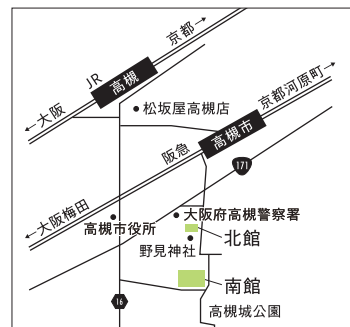 京都→
JR
高槻
←大阪
松坂屋高槻店
京都河原町→
高槻市
阪急
171
←大阪梅田
大阪府高槻警察署
高槻市役所
北館
野見神社
南館
16
高槻城公園